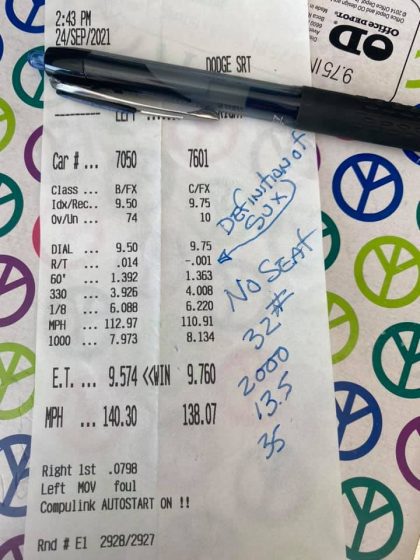 2:43 PM
24/SEP/2021
DODGE SRT
LEFT
Car # ... 7050 7601
Class ... B/FX C/FX
Idx/Rec.. 9.50 9.75
Ov/Un ... 74 10
DIAL ... 9.50 9.75
R/T ... .014 -.001
60' ... 1.392 1.363
330 ... 3.926 4.008
1/8 ... 6.088 6.220
MPH ... 112.97 110.91
1000 ... 7.973 8.134
E.T. ... 9.574 <<WIN 9.760
MPH ... 140.30 138.07
Right 1st .0798
Left MOV foul
Compulink AUTOSTART ON !!
Rnd # E1 2928/2927
DEFINITION OF
SUX
NO SEAT
32#
2000
13.5
35
OD
Office DEPOT
9.75 IN